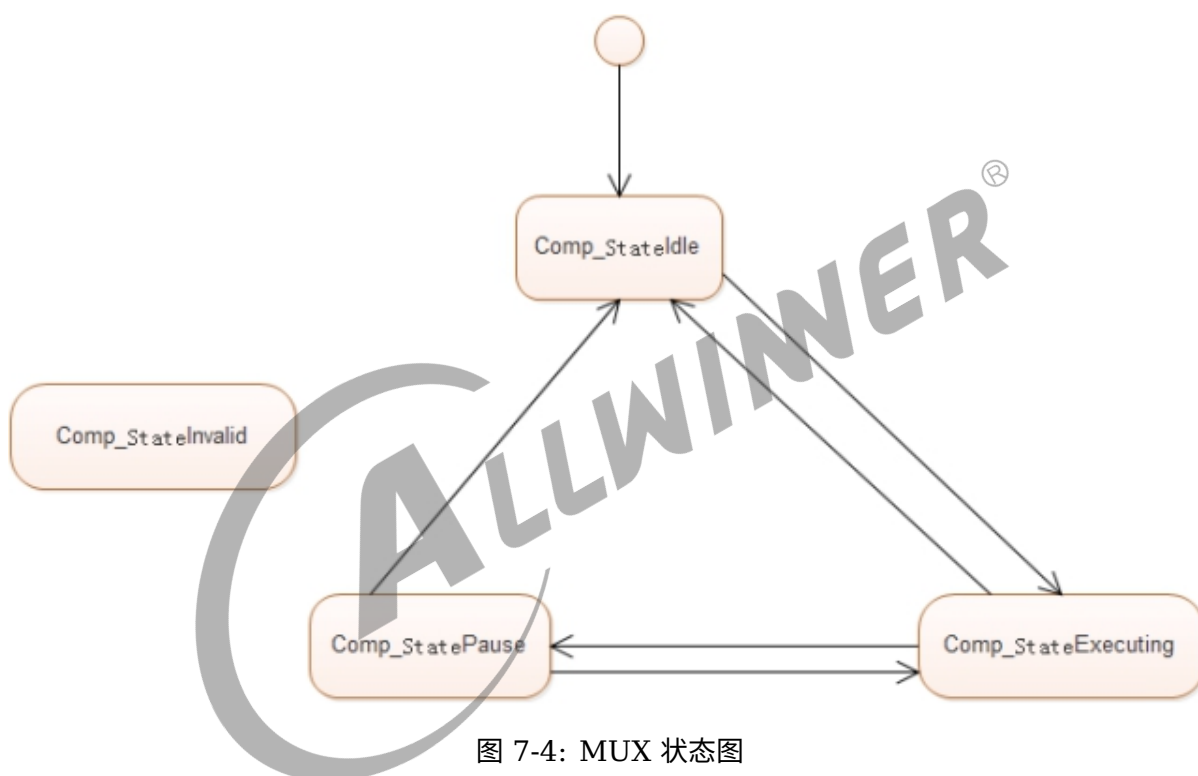 Comp_StateIdle
ALLWINNER®
Comp_StateInvalid
Comp_StatePause
Comp_StateExecuting
图 7-4: MUX 状态图